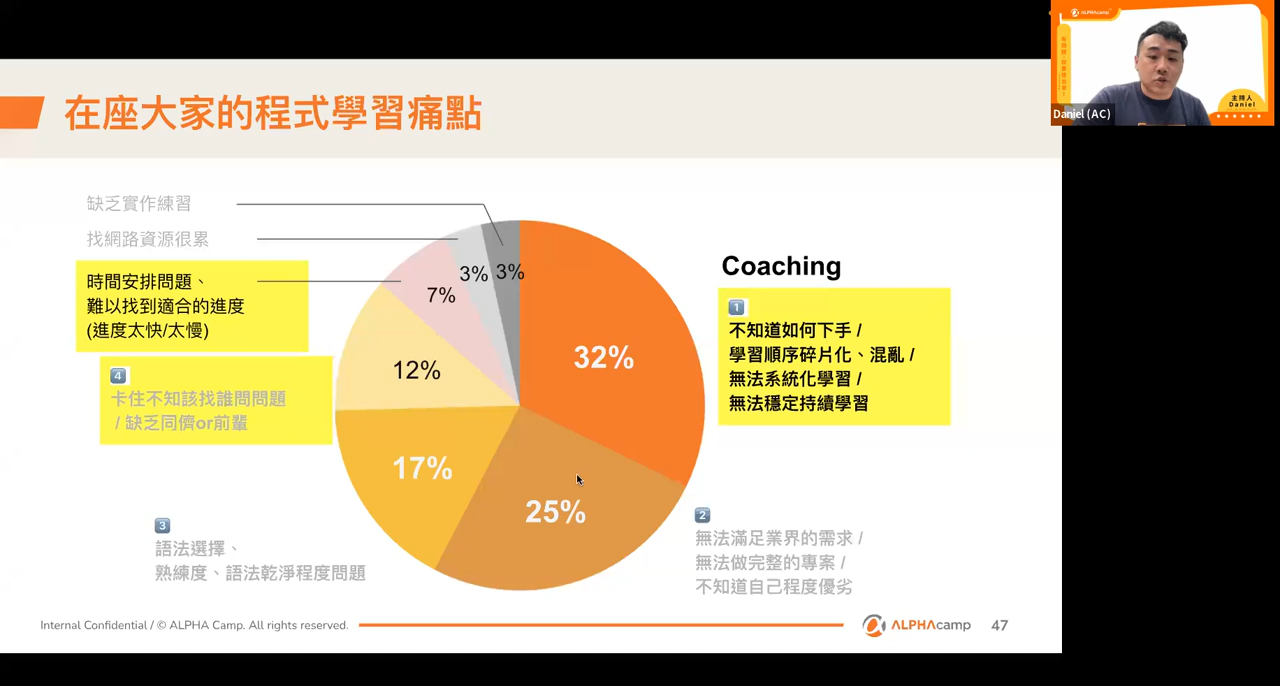 在座大家的程式學習痛點
ALPHAcamp
主持人
Daniel
Daniel (AC)
缺乏實作練習
找網路資源很累
時間安排問題、
難以找到適合的進度
(進度太快/太慢)
4
卡住不知該找誰問問題
/ 缺乏同儕or前輩
3
語法選擇、
熟練度、語法乾淨程度問題
3%
3%
7%
12%
17%
25%
32%
Coaching
1
不知道如何下手 /
學習順序碎片化、混亂 /
無法系統化學習 /
無法穩定持續學習
2
無法滿足業界的需求 /
無法做完整的專案 /
不知道自己程度優劣
Internal Confidential / © ALPHA Camp. All rights reserved.
ALPHAcamp
47